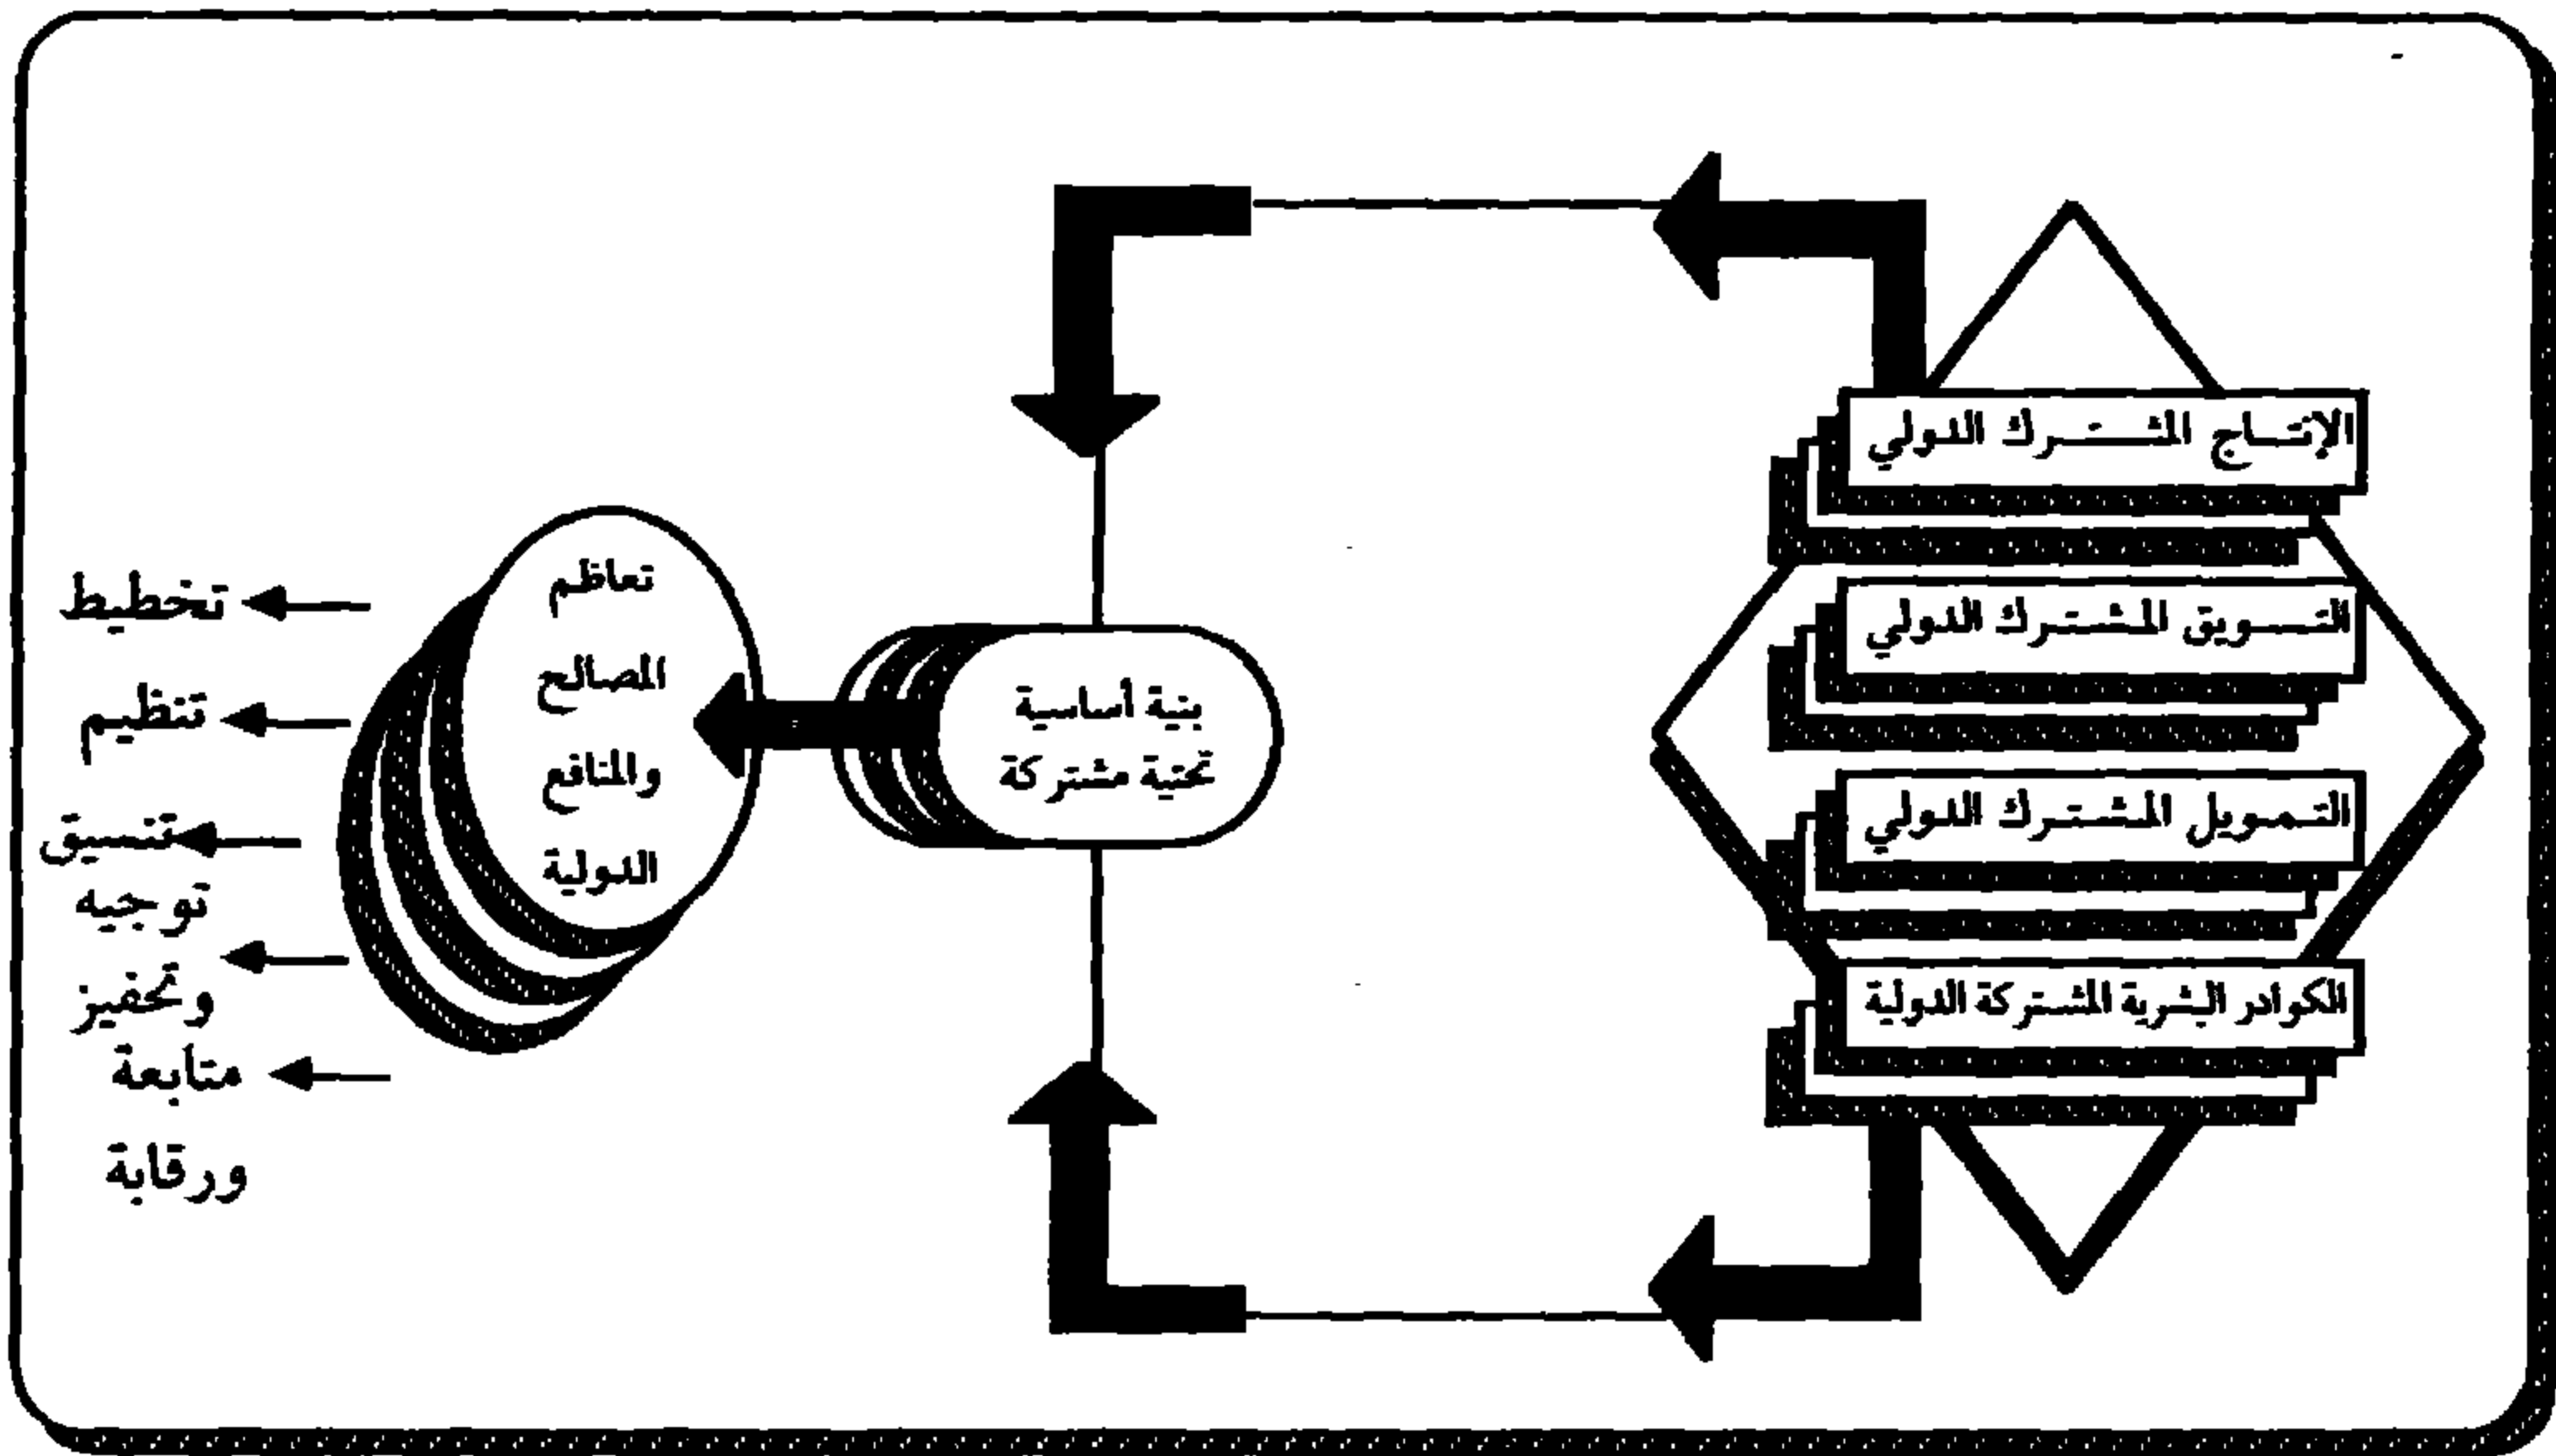 الإنتاج المشترك الدولي
التسويق المشترك الدولي
التمويل المشترك الدولي
الكوادر البشرية المشتركة الدولية
بنية أساسية
تحتية مشتركة
تعاظم
المصالح
والمنافع
الدولية
تخطيط
تنظيم
تنسيق
توجيه
وتحفيز
متابعة
ورقابة